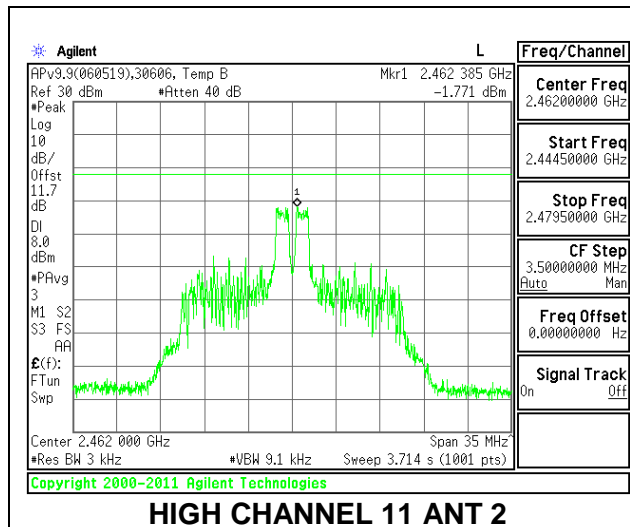 Agilent L
APv9.9(060519),30606, Temp B Mkr1 2.462 385 GHz
Ref 30 dBm #Atten 40 dB -1.771 dBm
#Peak
Log
10
dB/
Offst
11.7
dB
DI
8.0
dBm
#PAvg
3
M1 S2
S3 FS
AA
£(f):
FTun
Swp
1
Center 2.462 000 GHz Span 35 MHz^
#Res BW 3 kHz #VBW 9.1 kHz Sweep 3.714 s (1001 pts)
Copyright 2000-2011 Agilent Technologies
Freq/Channel
Center Freq
2.46200000 GHz
Start Freq
2.44450000 GHz
Stop Freq
2.47950000 GHz
CF Step
3.50000000 MHz
Auto Man
Freq Offset
0.00000000 Hz
Signal Track
On Off
HIGH CHANNEL 11 ANT 2